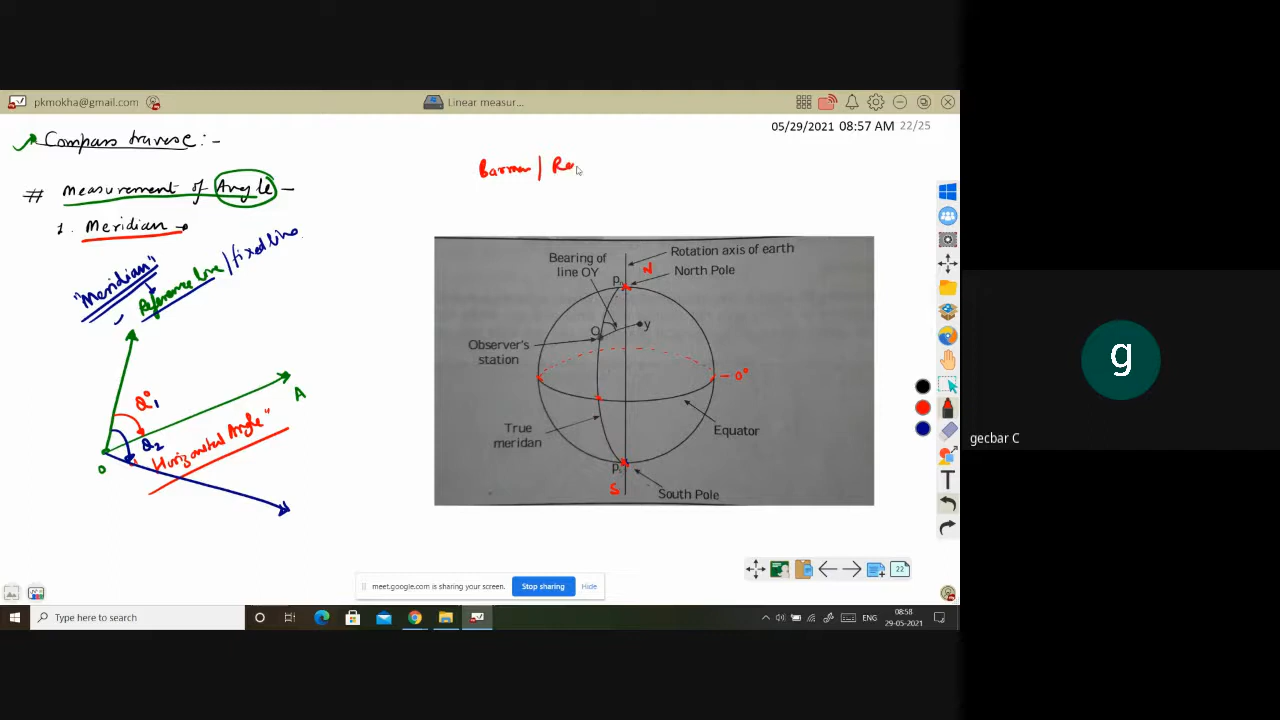 pkmokha@gmail.com
Linear measur...
05/29/2021 08:57 AM 22/25
Compass traverse :-
# Measurement of Angle -
1. Meridian
"Meridian"
Reference line / fixed line
A
O
"Horizontal Angle"
N
Rotation axis of earth
Bearing of
line OY
North Pole
P
O
y
Observer's
station
0°
True
meridan
Equator
P
S
South Pole
g
gecbar C
T
22
meet.google.com is sharing your screen.
Stop sharing
Hide
Type here to search
ENG
08:58
29-05-2021